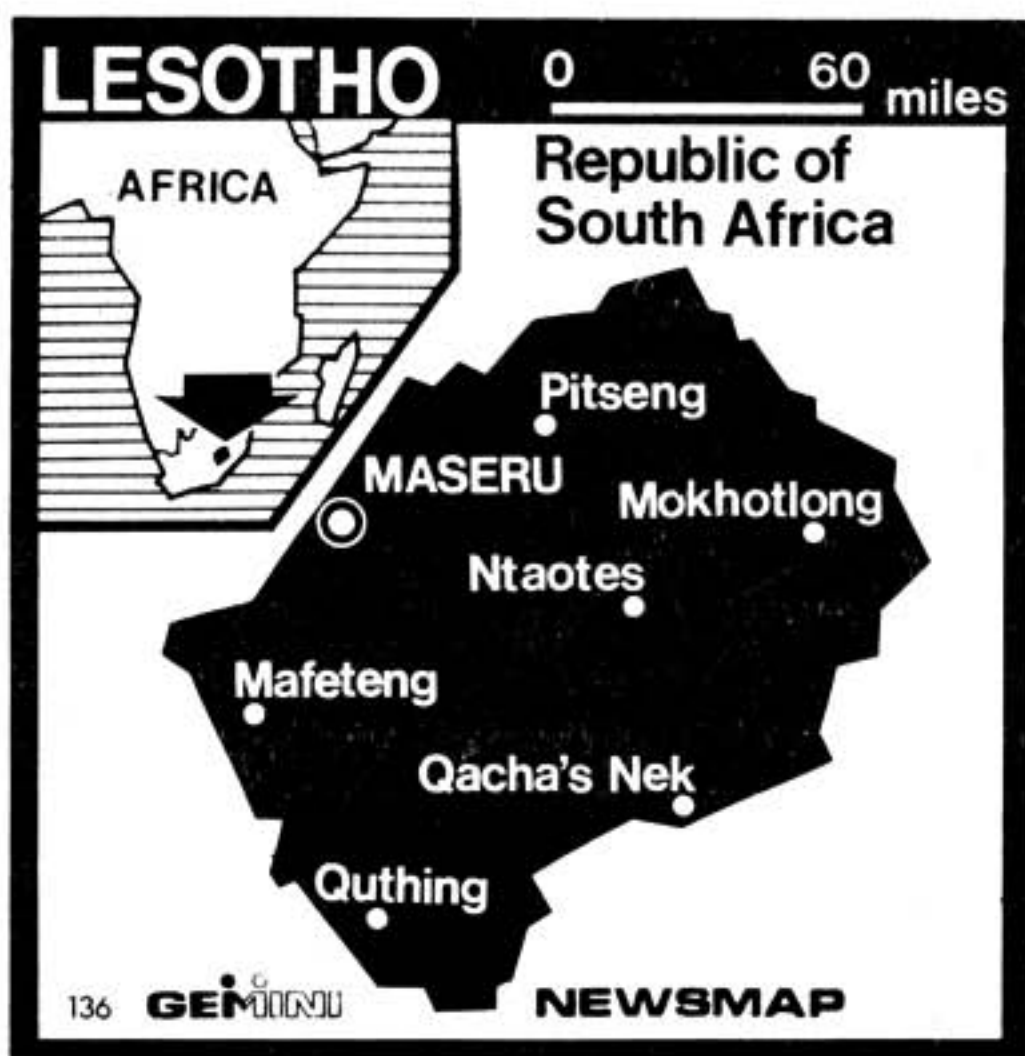 LESOTHO
0 60 miles
AFRICA
Republic of
South Africa
Pitseng
MASERU
Mokhotlong
Ntaotes
Mafeteng
Qacha's Nek
Quthing
136 GEMINI NEWSMAP